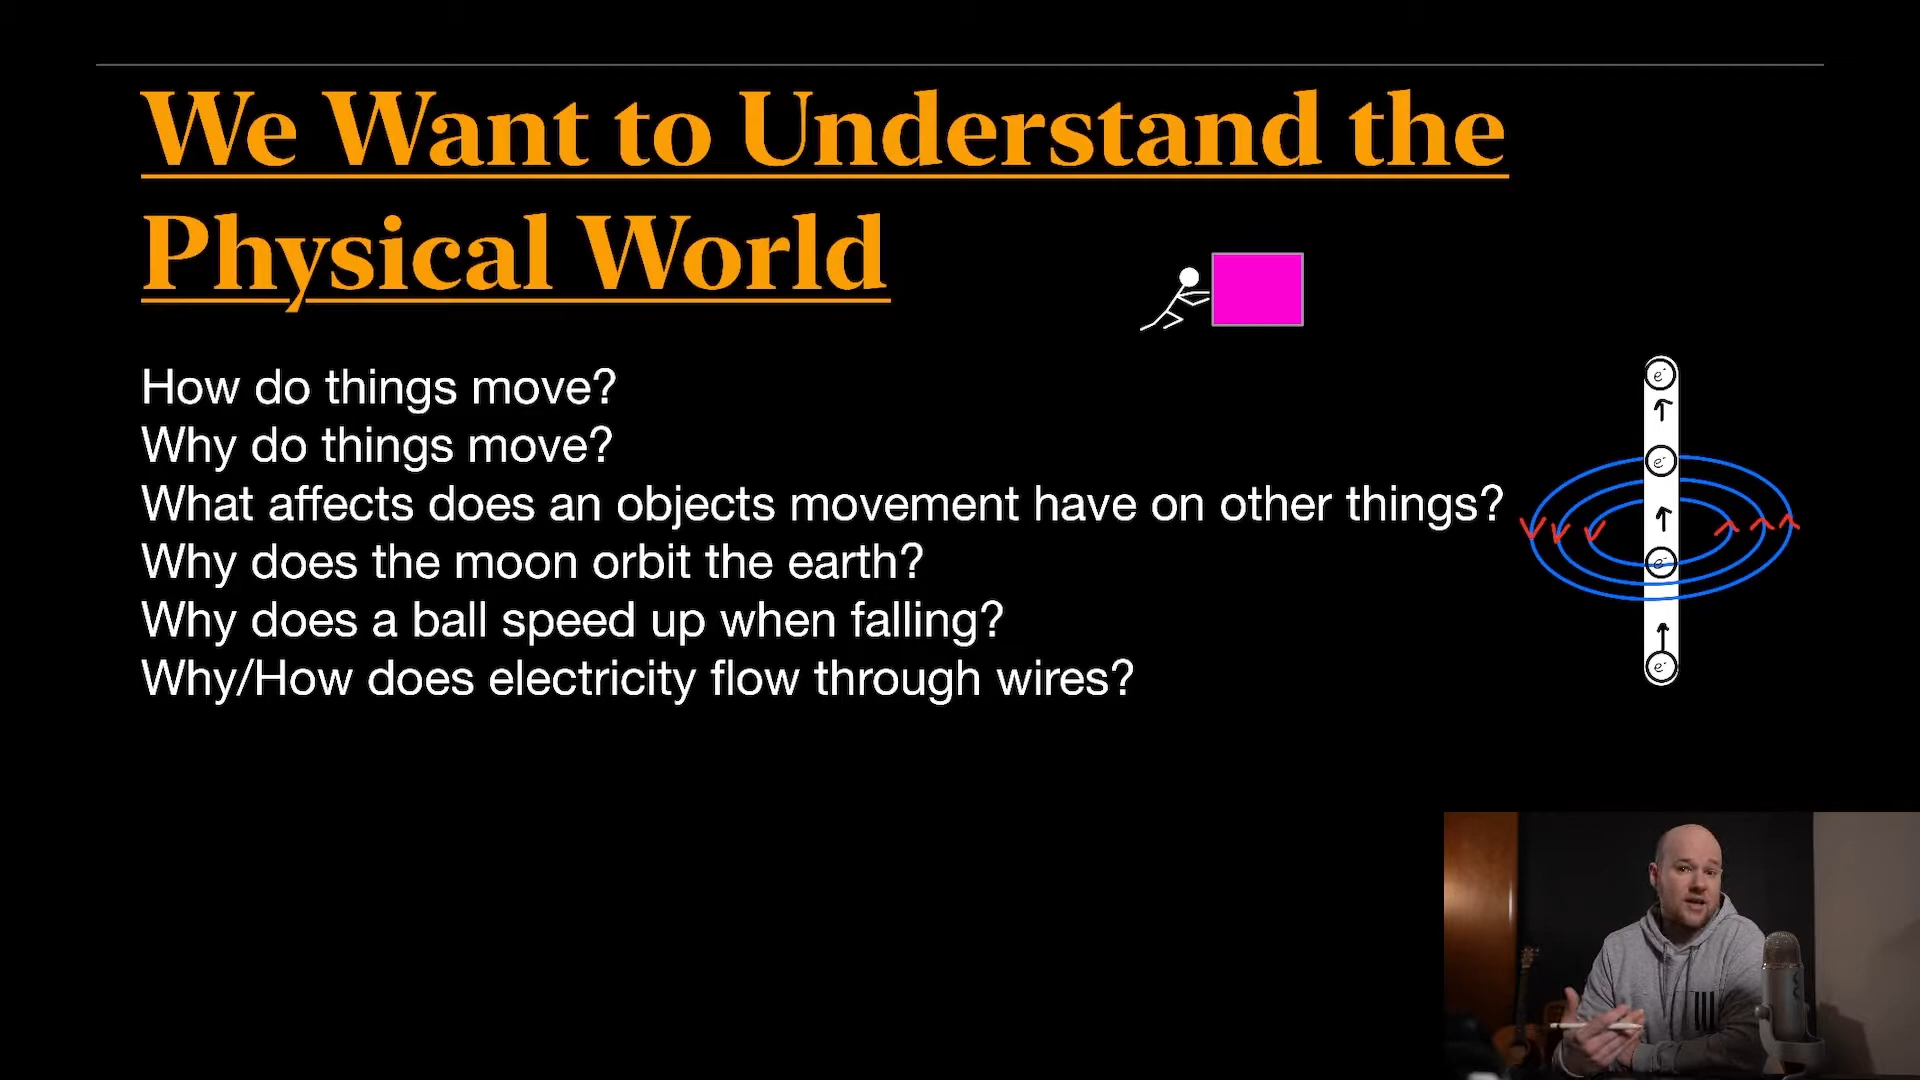 We Want to Understand the
Physical World
How do things move?
Why do things move?
What affects does an objects movement have on other things?
Why does the moon orbit the earth?
Why does a ball speed up when falling?
Why/How does electricity flow through wires?
e-
e-
e-
e-